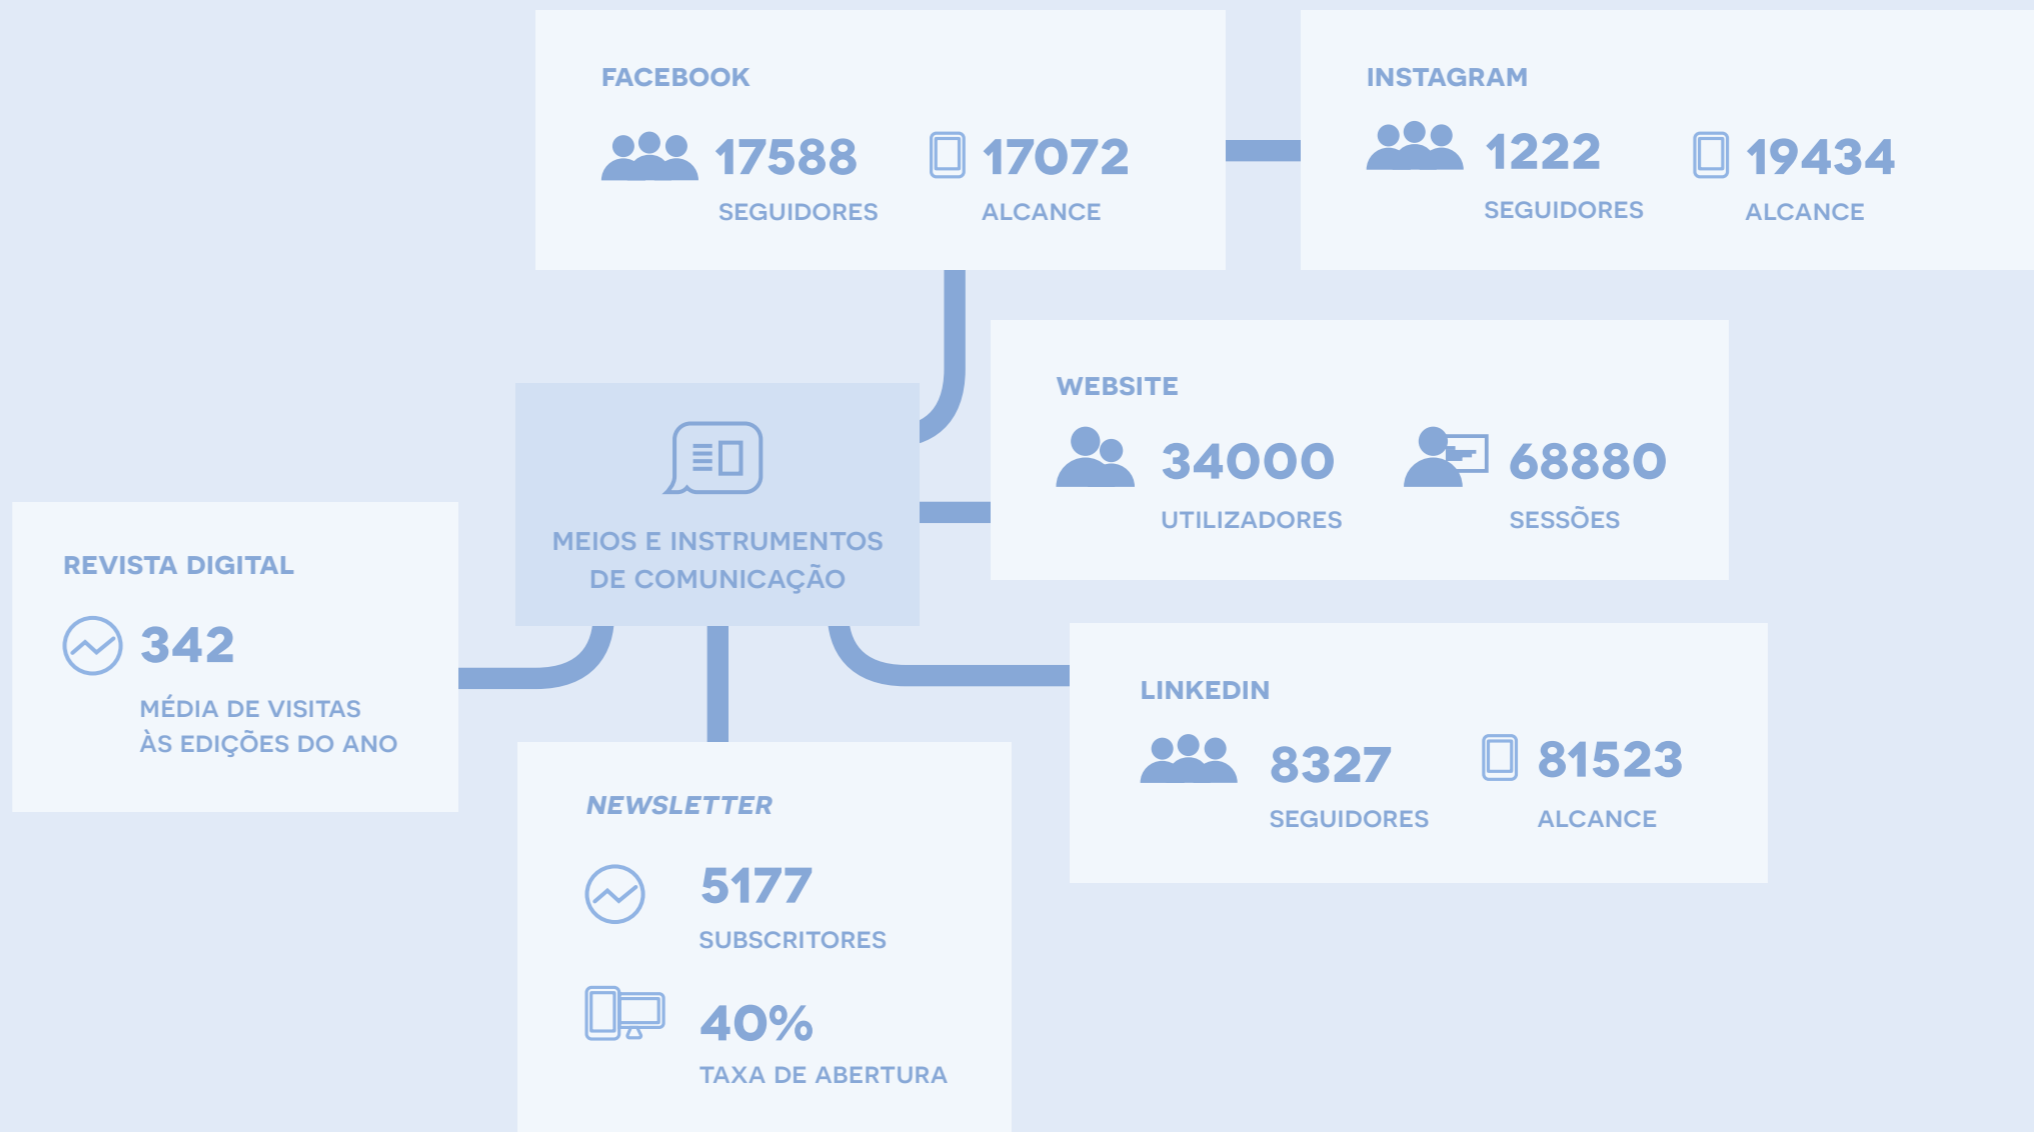 FACEBOOK
17588
SEGUIDORES
17072
ALCANCE
INSTAGRAM
1222
SEGUIDORES
19434
ALCANCE
WEBSITE
34000
UTILIZADORES
68880
SESSÕES
MEIOS E INSTRUMENTOS
DE COMUNICAÇÃO
REVISTA DIGITAL
342
MÉDIA DE VISITAS
ÀS EDIÇÕES DO ANO
LINKEDIN
8327
SEGUIDORES
81523
ALCANCE
NEWSLETTER
5177
SUBSCRITORES
40%
TAXA DE ABERTURA